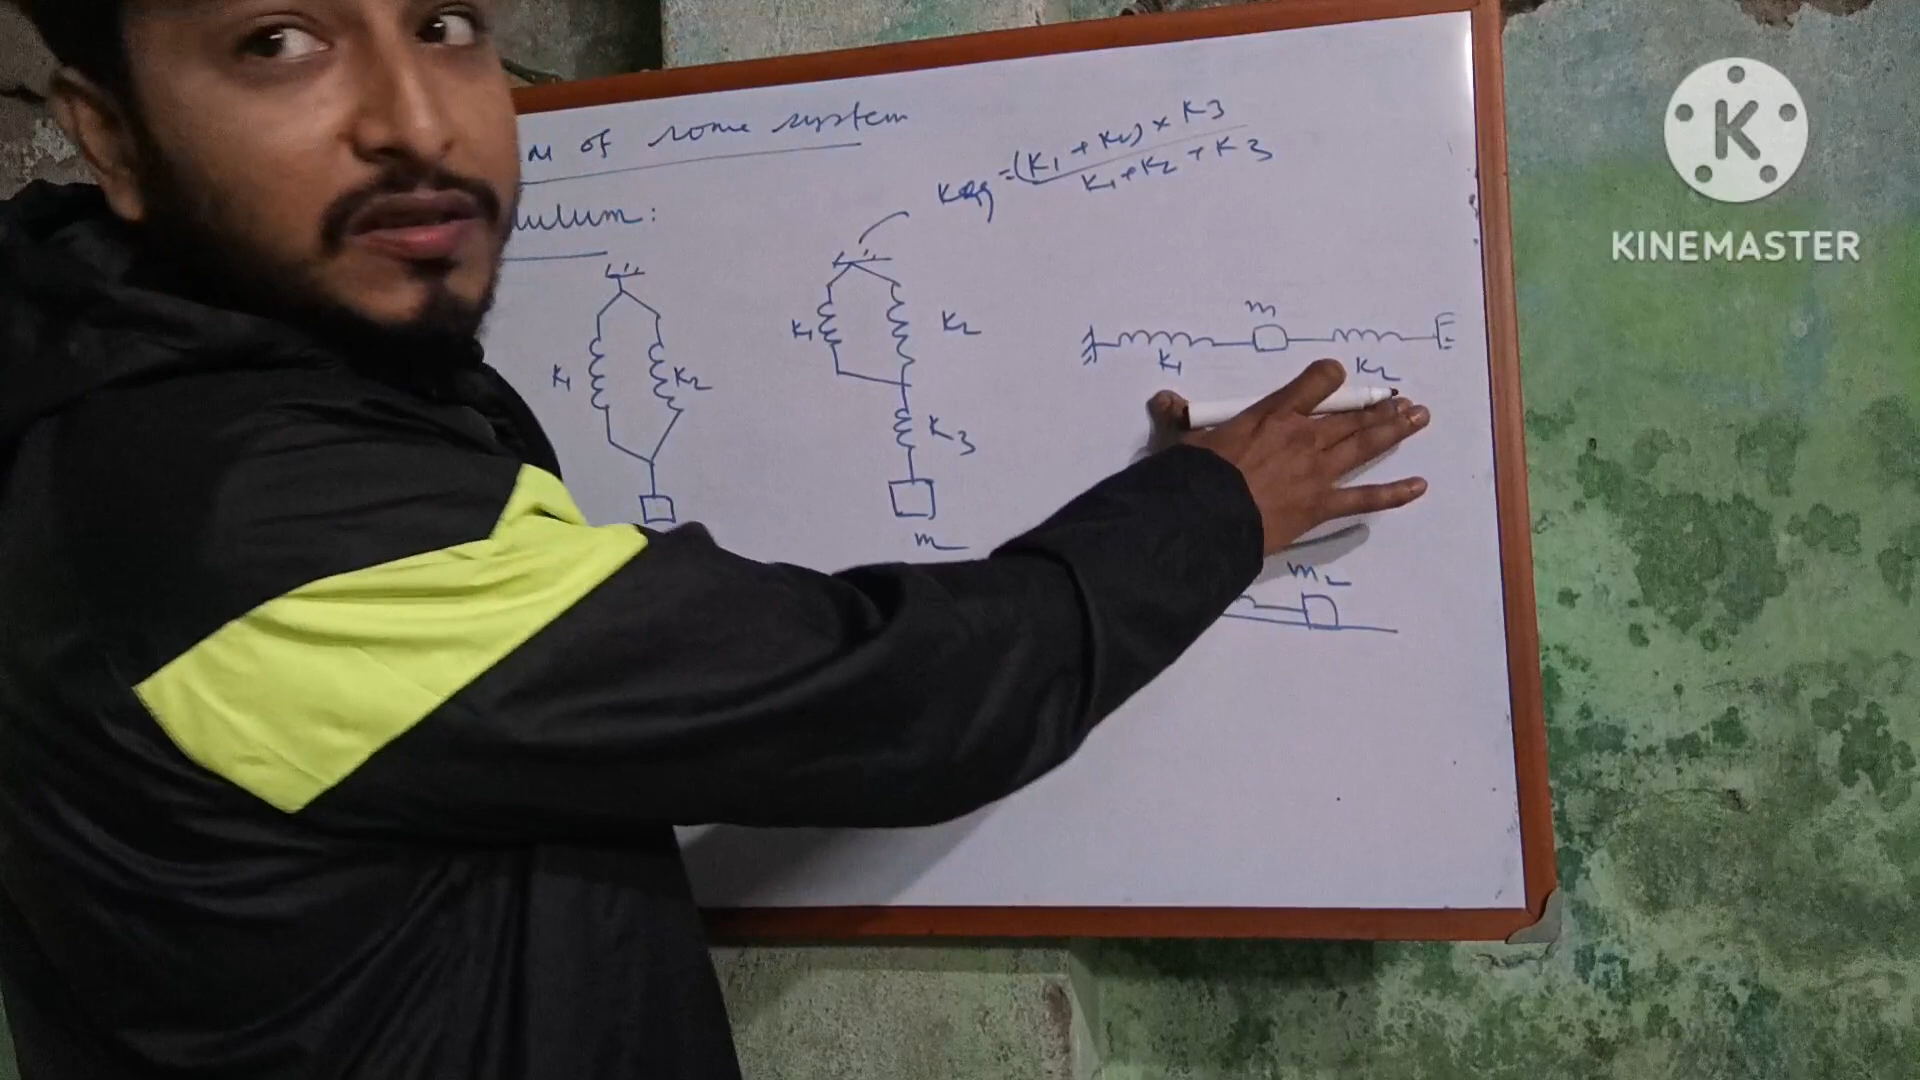 of some system
Keq = (K1 + K2) × K3
K1 + K2 + K3
dulum:
K1
K2
K1
K2
K3
m
m
K1
K2
m2
K
KINEMASTER